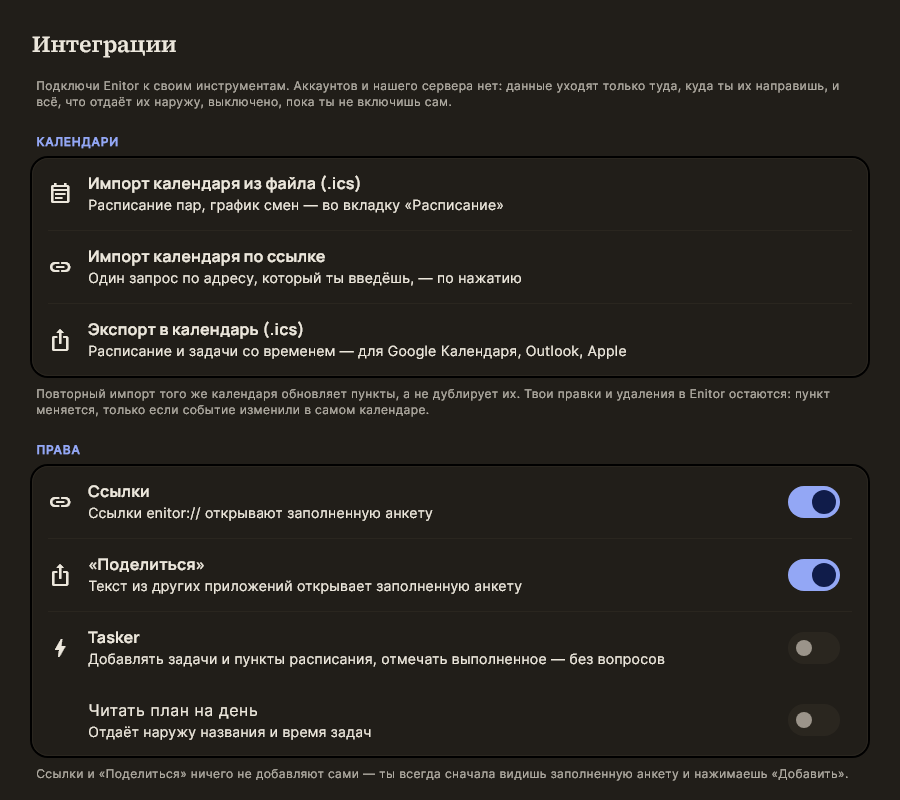 Интеграции
Подключи Enitor к своим инструментам. Аккаунтов и нашего сервера нет: данные уходят только туда, куда ты их направишь, и
всё, что отдаёт их наружу, выключено, пока ты не включишь сам.
КАЛЕНДАРИ
Импорт календаря из файла (.ics)
Расписание пар, график смен — во вкладку «Расписание»
Импорт календаря по ссылке
Один запрос по адресу, который ты введёшь, — по нажатию
Экспорт в календарь (.ics)
Расписание и задачи со временем — для Google Календаря, Outlook, Apple
Повторный импорт того же календаря обновляет пункты, а не дублирует их. Твои правки и удаления в Enitor остаются: пункт
меняется, только если событие изменили в самом календаре.
ПРАВА
Ссылки
Ссылки enitor:// открывают заполненную анкету
«Поделиться»
Текст из других приложений открывает заполненную анкету
Tasker
Добавлять задачи и пункты расписания, отмечать выполненное — без вопросов
Читать план на день
Отдаёт наружу названия и время задач
Ссылки и «Поделиться» ничего не добавляют сами — ты всегда сначала видишь заполненную анкету и нажимаешь «Добавить».